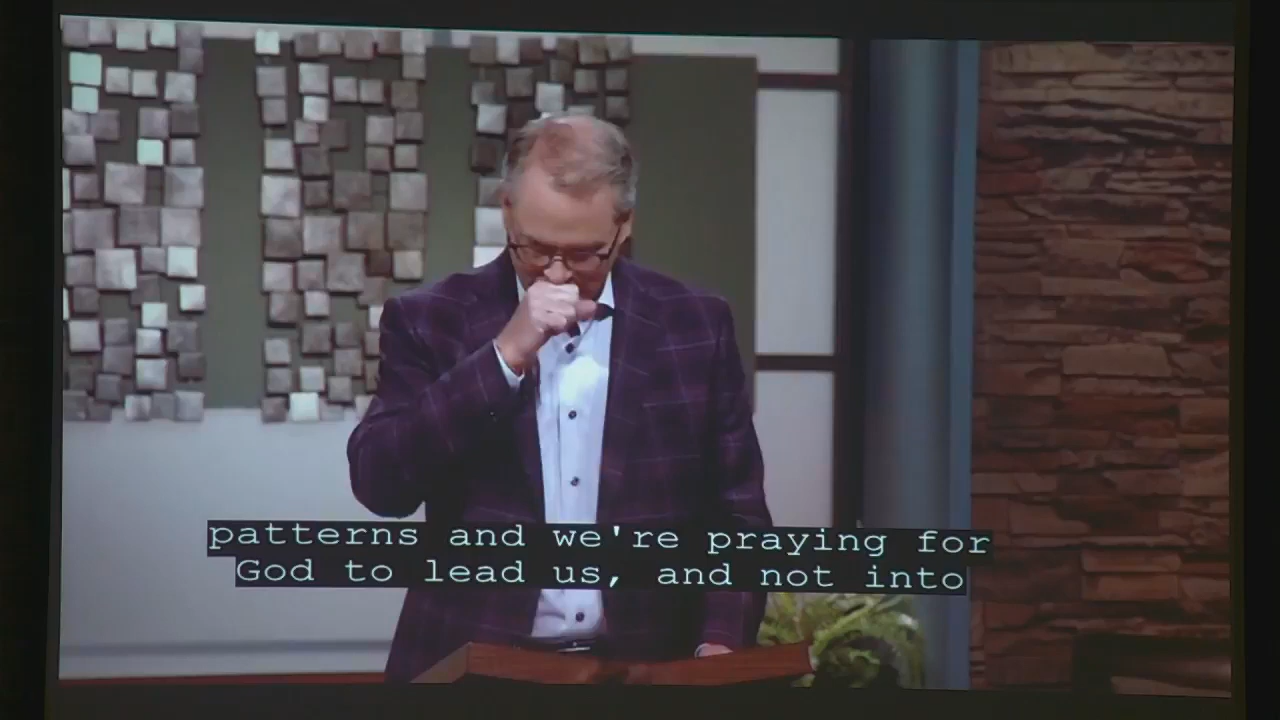 patterns and we're praying for
God to lead us, and not into